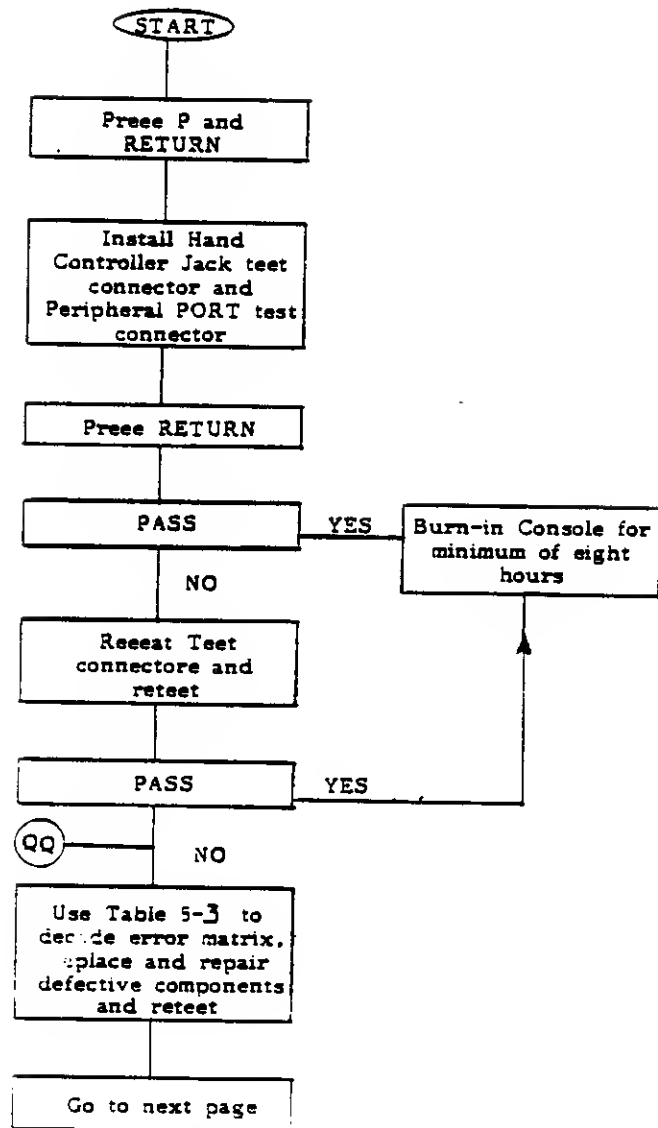 START
Preee P and
RETURN
Install Hand
Controller Jack teet
connector and
Peripheral PORT test
connector
Preee RETURN
PASS
YES
Burn-in Console for
minimum of eight
hours
NO
Reeeat Teet
connectore and
reteet
PASS
YES
QQ
NO
Use Table 5-3 to
error matrix,
place and repair
defective components
and reteet
Go to next page